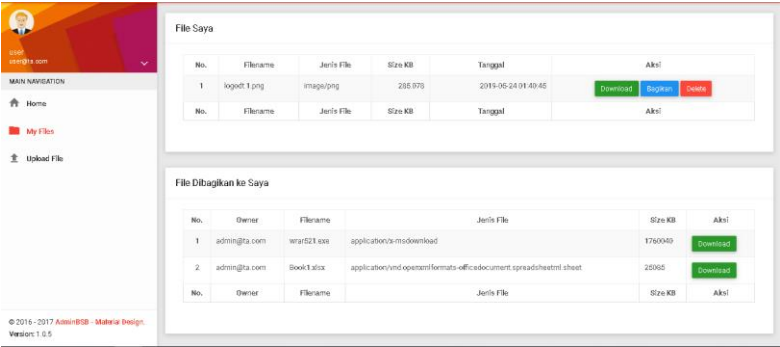 user
user@ta.com
MAIN NAVIGATION
Home
My Files
Upload File
© 2016 - 2017 AdminBSB - Material Design.
Version: 1.0.5
File Saya
No. Filename Jenis File Size KB Tanggal Aksi
1 logodt 1.png image/png 285.978 2019-06-24 01:40:45 Download Bagikan Delete
No. Filename Jenis File Size KB Tanggal Aksi
File Dibagikan ke Saya
No. Owner Filename Jenis File Size KB Aksi
1 admin@ta.com wrar521.exe application/x-msdownload 1760040 Download
2 admin@ta.com Book1.xlsx application/vnd.openxmlformats-officedocument.spreadsheetml.sheet 25085 Download
No. Owner Filename Jenis File Size KB Aksi